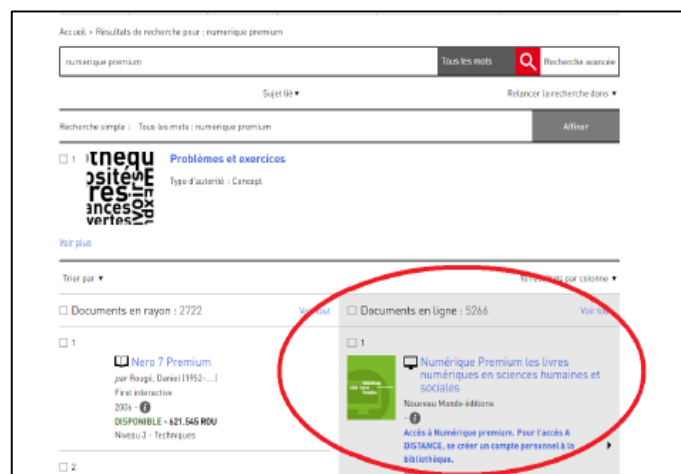 Accueil > Résultats de recherche pour : numerique premium
numerique premium
Tous les mots
Recherche avancée
Sujet lié ▼
Relancer la recherche dans ▼
Recherche simple : Tous les mots : numerique premium
Affiner
1
Problèmes et exercices
Type d'autorité : Concept
Voir plus
Trier par ▼
résultats par colonne ▼
Documents en rayon : 2722
Voir tout
1
Nero 7 Premium
par Rougé, Daniel (1952-....)
First interactive
2006 -
DISPONIBLE - 621.545 ROU
Niveau 3 - Techniques
2
Documents en ligne : 5266
Voir tout
1
Numérique Premium les livres
numériques en sciences humaines et
sociales
Nouveau Monde éditions
-
Accès à Numérique premium. Pour l'accès A
DISTANCE, se créer un compte personnel à la
bibliothèque.